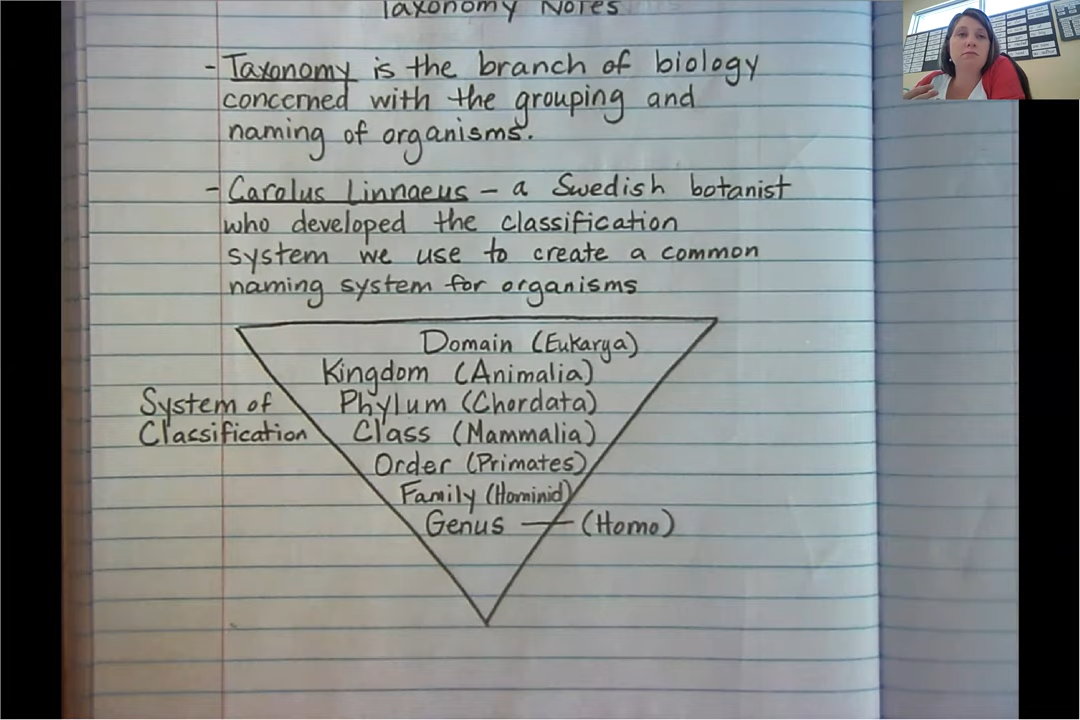 Taxonomy Notes
- Taxonomy is the branch of biology
concerned with the grouping and
naming of organisms.
- Carolus Linnaeus - a Swedish botanist
who developed the classification
system we use to create a common
naming system for organisms
Domain (Eukarya)
Kingdom (Animalia)
System of Phylum (Chordata)
Classification Class (Mammalia)
Order (Primates)
Family (Hominid)
Genus — (Homo)